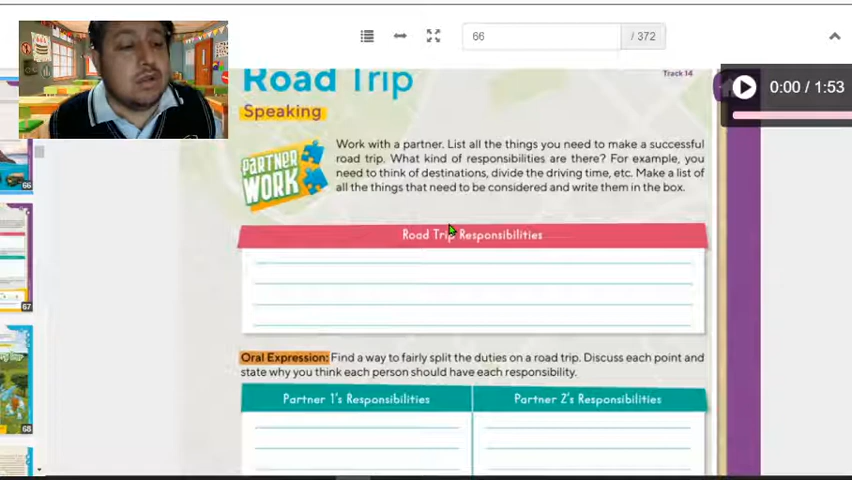 66
/ 372
0:00 / 1:53
Road Trip
Track 14
Speaking
PARTNER
WORK
Work with a partner. List all the things you need to make a successful
road trip. What kind of responsibilities are there? For example, you
need to think of destinations, divide the driving time, etc. Make a list of
all the things that need to be considered and write them in the box.
Road Trip Responsibilities
Oral Expression: Find a way to fairly split the duties on a road trip. Discuss each point and
state why you think each person should have each responsibility.
Partner 1's Responsibilities
Partner 2's Responsibilities
66
67
68